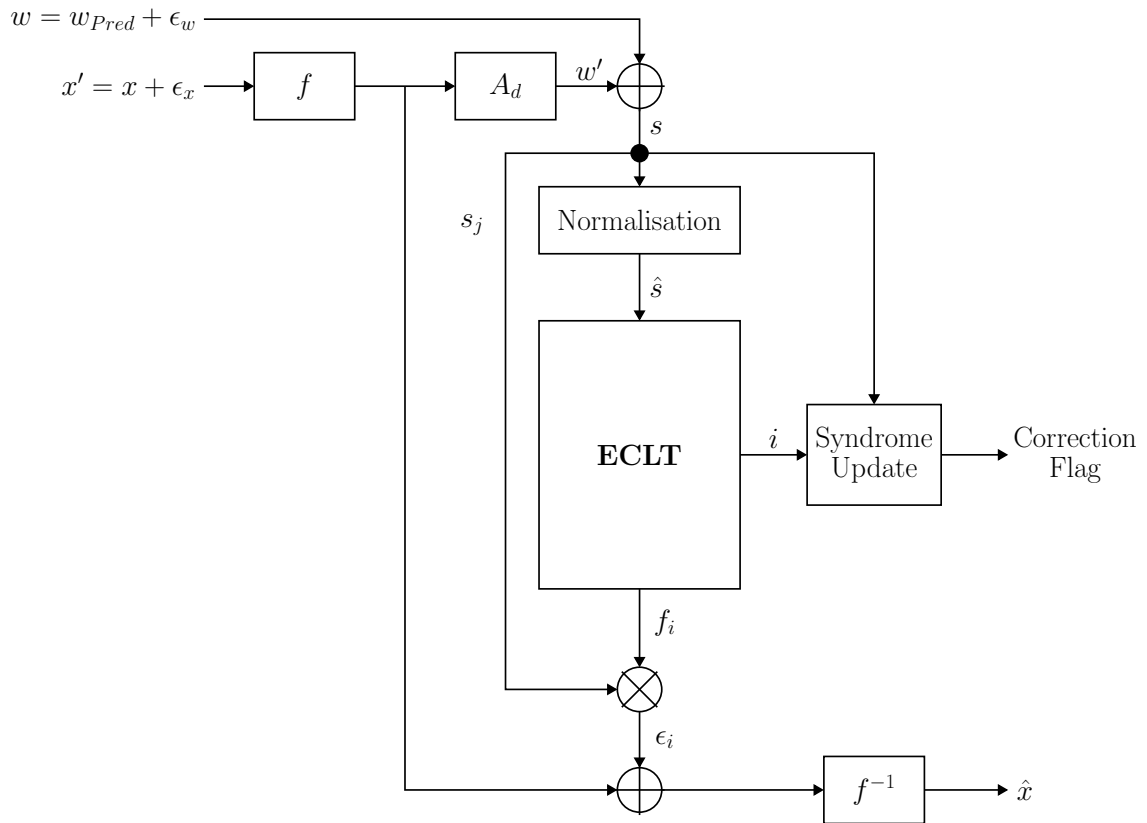 w = w_{Pred} + ϵ_w
x' = x + ϵ_x
f
A_d
w'
s
s_j
Normalisation
ŝ
ECLT
i
Syndrome
Update
Correction
Flag
f_i
ϵ_i
f^{-1}
x̂